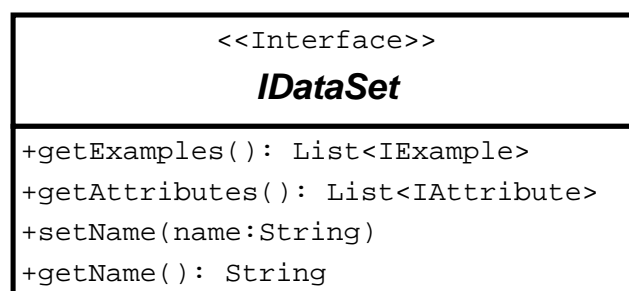 <<Interface>>
IDataSet
+getExamples(): List<IExample>
+getAttributes(): List<IAttribute>
+setName(name:String)
+getName(): String